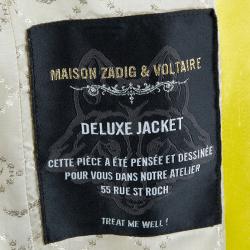 MAISON ZADIG & VOLTAIRE
DELUXE JACKET
CETTE PIÈCE A ÉTÉ PENSÉE ET DESSINÉE
POUR VOUS DANS NOTRE ATELIER
55 RUE ST ROCH
TREAT ME WELL !